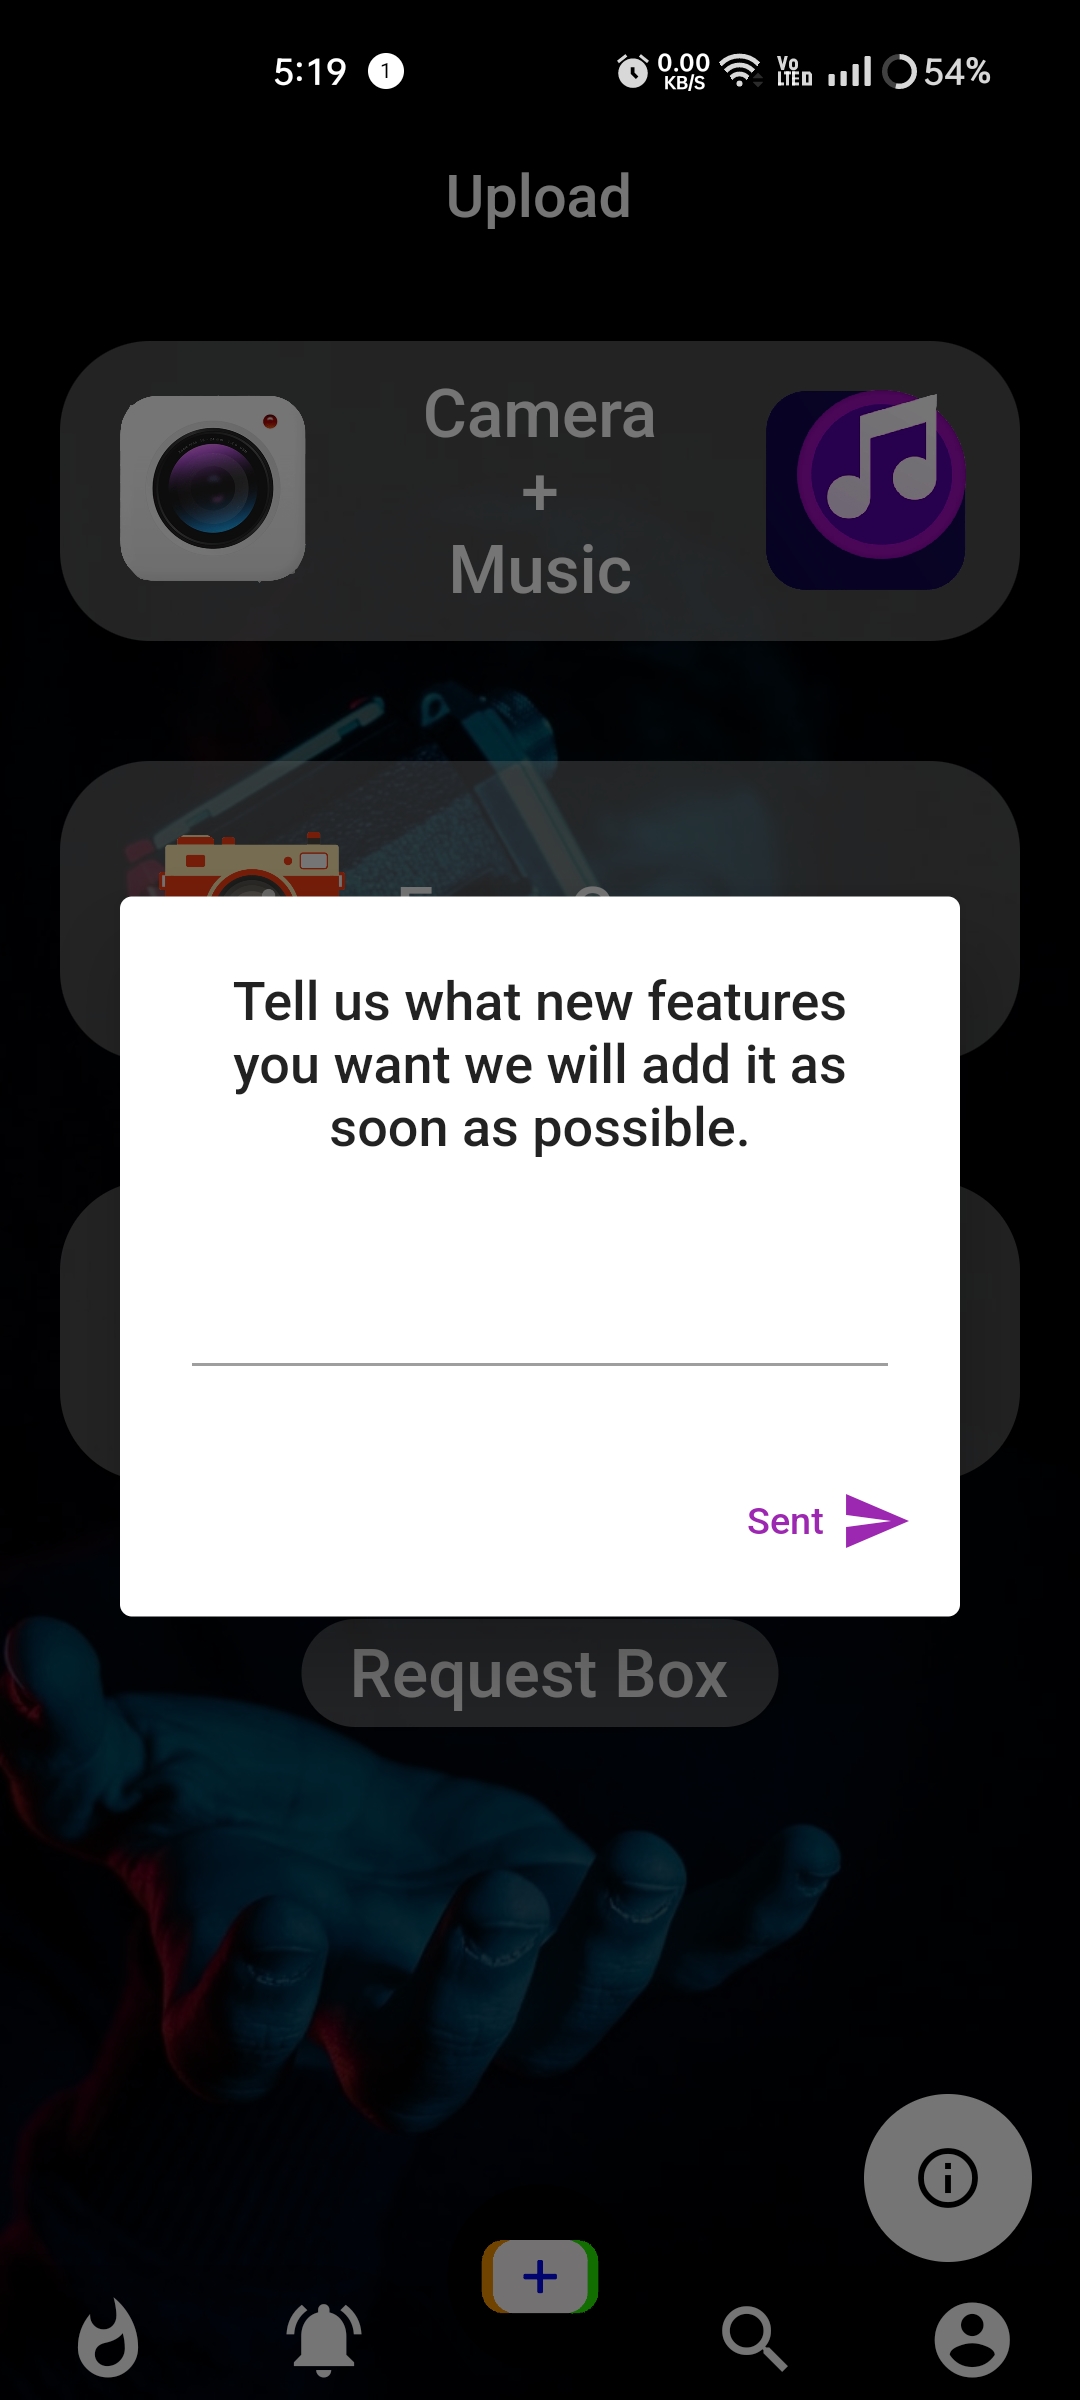 5:19 1 0.00 KB/S Vo LTED 54%
Upload
Camera
+
Music
Tell us what new features
you want we will add it as
soon as possible.
Sent
Request Box